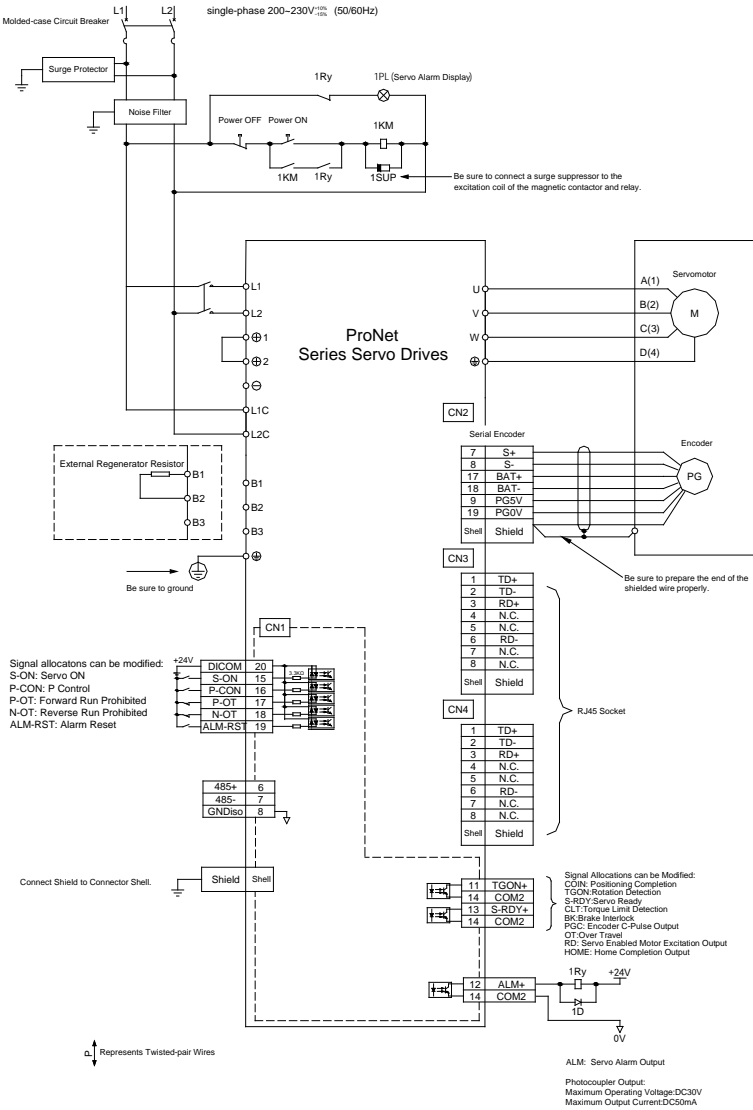 L1 L2 single-phase 200~230V +10% -15% (50/60Hz)
Molded-case Circuit Breaker
Surge Protector
1Ry 1PL (Servo Alarm Display)
Noise Filter
Power OFF Power ON 1KM
1KM 1Ry 1SUP
Be sure to connect a surge suppressor to the
excitation coil of the magnetic contactor and relay.
L1
L2
⊕ 1
⊕ 2
⊖
L1C
L2C
B1
B2
B3
ProNet
Series Servo Drives
U
V
W
A(1)
B(2)
C(3)
D(4)
Servomotor
M
External Regenerator Resistor
B1
B2
B3
Be sure to ground
CN2
Serial Encoder
7 S+
8 S-
17 BAT+
18 BAT-
9 PG5V
19 PG0V
Shell Shield
Encoder
PG
Be sure to prepare the end of the
shielded wire properly.
CN3
1 TD+
2 TD-
3 RD+
4 N.C.
5 N.C.
6 RD-
7 N.C.
8 N.C.
Shell Shield
CN4
1 TD+
2 TD-
3 RD+
4 N.C.
5 N.C.
6 RD-
7 N.C.
8 N.C.
Shell Shield
RJ45 Socket
CN1
Signal allocatons can be modified:
S-ON: Servo ON
P-CON: P Control
P-OT: Forward Run Prohibited
N-OT: Reverse Run Prohibited
ALM-RST: Alarm Reset
+24V
DICOM 20
S-ON 15
P-CON 16
P-OT 17
N-OT 18
ALM-RST 19
3.3KΩ
485+ 6
485- 7
GNDiso 8
Connect Shield to Connector Shell.
Shield Shell
11 TGON+
14 COM2
13 S-RDY+
14 COM2
Signal Allocations can be Modified:
COIN: Positioning Completion
TGON:Rotation Detection
S-RDY:Servo Ready
CLT:Torque Limit Detection
BK:Brake Interlock
PGC: Encoder C-Pulse Output
OT:Over Travel
RD: Servo Enabled Motor Excitation Output
HOME: Home Completion Output
12 ALM+
14 COM2
1Ry +24V
1D
0V
P Represents Twisted-pair Wires
ALM: Servo Alarm Output
Photocoupler Output:
Maximum Operating Voltage:DC30V
Maximum Output Current:DC50mA